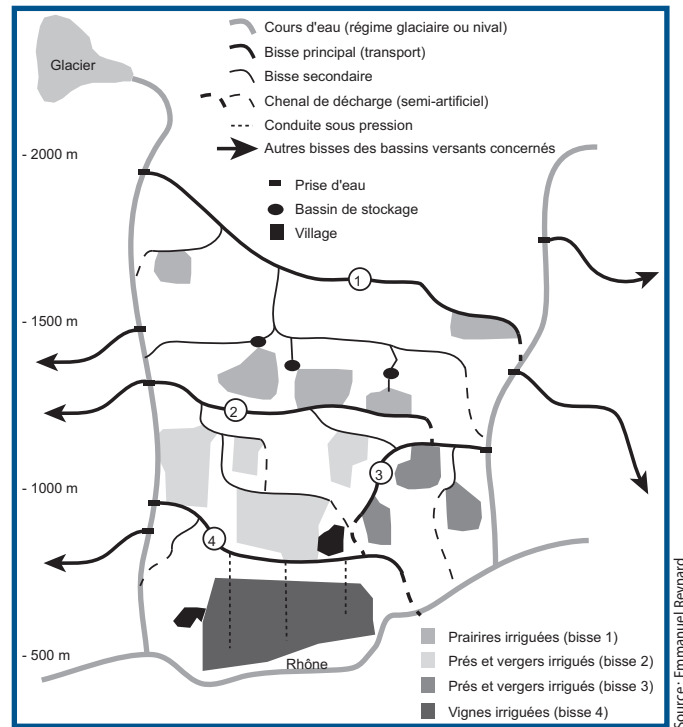 Glacier
Cours d'eau (régime glaciaire ou nival)
Bisse principal (transport)
Bisse secondaire
Chenal de décharge (semi-artificiel)
Conduite sous pression
Autres bisses des bassins versants concernés
Prise d'eau
Bassin de stockage
Village
- 2000 m
1
- 1500 m
2
3
- 1000 m
4
- 500 m
Rhône
Prairires irriguées (bisse 1)
Prés et vergers irrigués (bisse 2)
Prés et vergers irrigués (bisse 3)
Vignes irriguées (bisse 4)
Source: Emmanuel Reynard